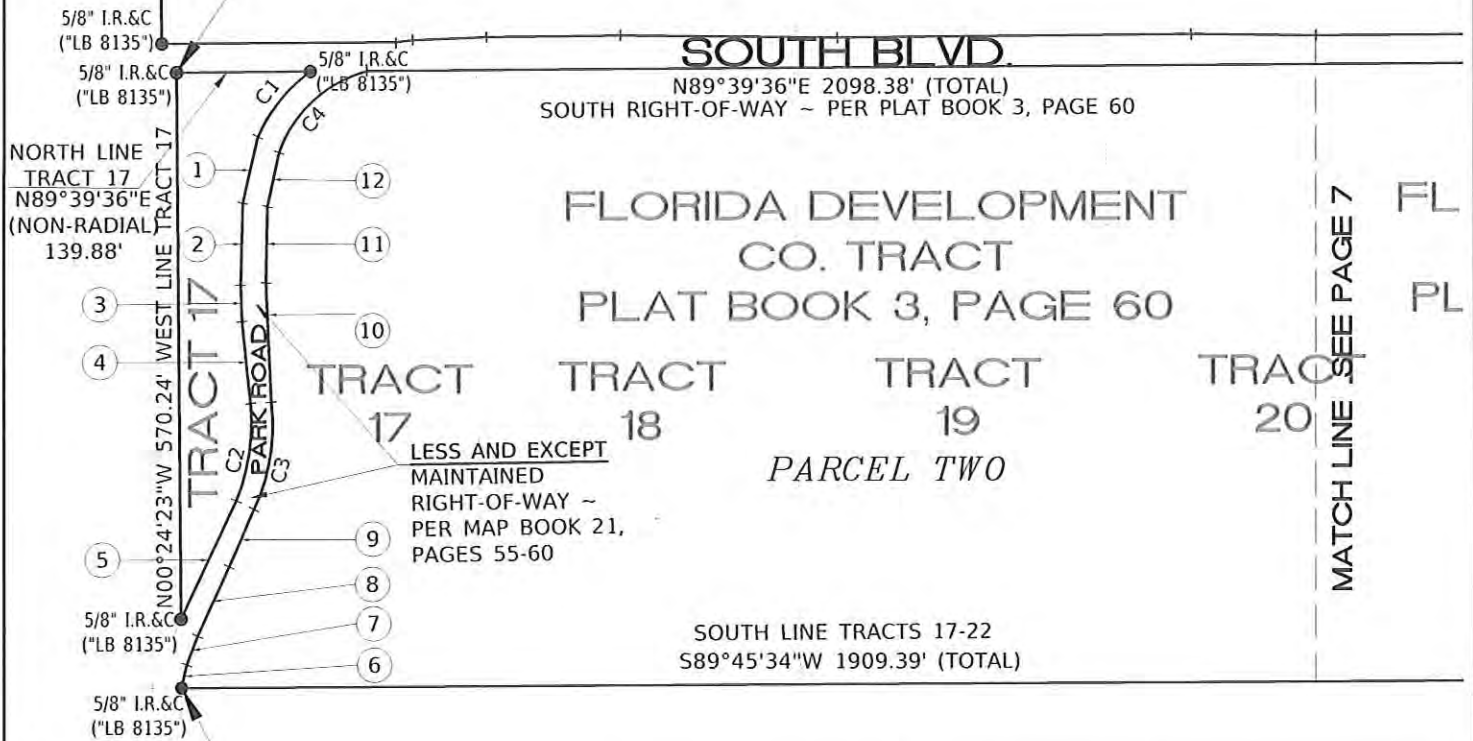 5/8" I.R.&C
("LB 8135")
5/8" I.R.&C
("LB 8135")
5/8" I.R.&C
("LB 8135")
SOUTH BLVD.
N89°39'36"E 2098.38' (TOTAL)
SOUTH RIGHT-OF-WAY ~ PER PLAT BOOK 3, PAGE 60
C1
C4
NORTH LINE
TRACT 17
N89°39'36"E
(NON-RADIAL)
139.88'
N00°24'23"W 570.24' WEST LINE TRACT 17
TRACT 17
1
2
3
4
5
12
11
10
9
8
7
6
PARK ROAD
C2
C3
FLORIDA DEVELOPMENT
CO. TRACT
PLAT BOOK 3, PAGE 60
TRACT
17
TRACT
18
TRACT
19
TRACT
20
PARCEL TWO
LESS AND EXCEPT
MAINTAINED
RIGHT-OF-WAY ~
PER MAP BOOK 21,
PAGES 55-60
MATCH LINE SEE PAGE 7
FL
PL
5/8" I.R.&C
("LB 8135")
SOUTH LINE TRACTS 17-22
S89°45'34"W 1909.39' (TOTAL)
5/8" I.R.&C
("LB 8135")